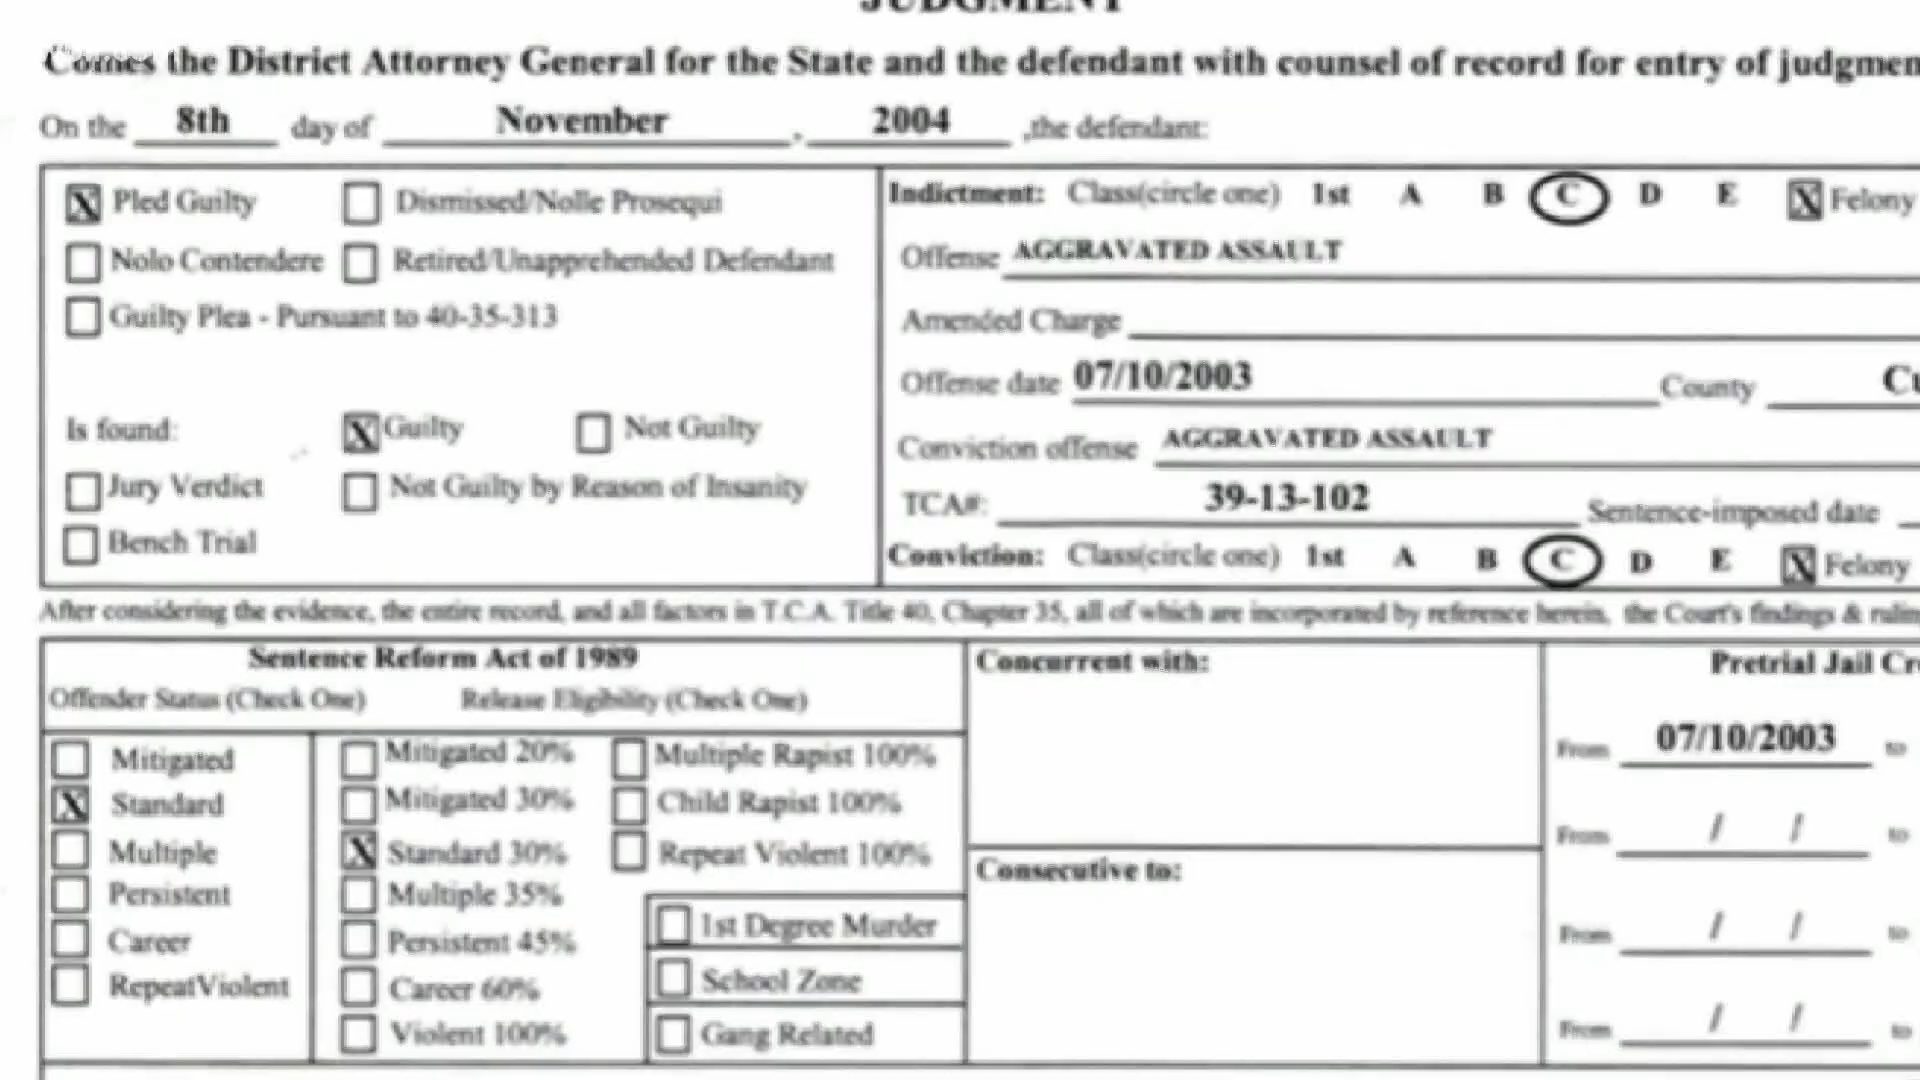 JUDGMENT
Comes the District Attorney General for the State and the defendant with counsel of record for entry of judgmen
On the 8th day of November , 2004 ,the defendant:
X Pled Guilty Dismissed/Nolle Prosequi
Nolo Contendere Retired/Unapprehended Defendant
Guilty Plea - Pursuant to 40-35-313
Is found: X Guilty Not Guilty
Jury Verdict Not Guilty by Reason of Insanity
Bench Trial
Indictment: Class(circle one) 1st A B C D E X Felony
Offense AGGRAVATED ASSAULT
Amended Charge
Offense date 07/10/2003 County Cu
Conviction offense AGGRAVATED ASSAULT
TCA#: 39-13-102 Sentence-imposed date
Conviction: Class(circle one) 1st A B C D E X Felony
After considering the evidence, the entire record, and all factors in T.C.A. Title 40, Chapter 35, all of which are incorporated by reference herein, the Court's findings & rulin
Sentence Reform Act of 1989
Offender Status (Check One) Release Eligibility (Check One)
Mitigated
X Standard
Multiple
Persistent
Career
RepeatViolent
Mitigated 20%
Mitigated 30%
X Standard 30%
Multiple 35%
Persistent 45%
Career 60%
Violent 100%
Multiple Rapist 100%
Child Rapist 100%
Repeat Violent 100%
1st Degree Murder
School Zone
Gang Related
Concurrent with:
Consecutive to:
Pretrial Jail Cr
From 07/10/2003 to
From / / to
From / / to
From / / to